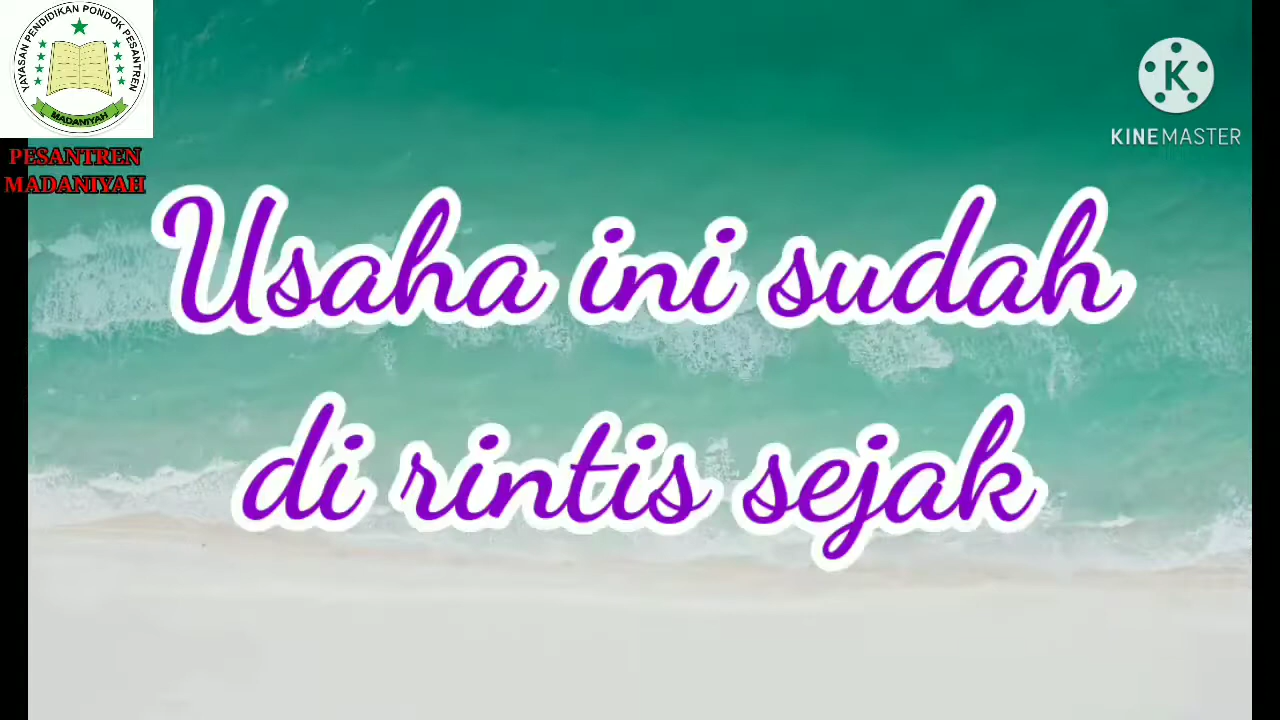 YAYASAN PENDIDIKAN PONDOK PESANTREN
MADANIYAH
PESANTREN
MADANIYAH
K
KINEMASTER
Usaha ini sudah
di rintis sejak